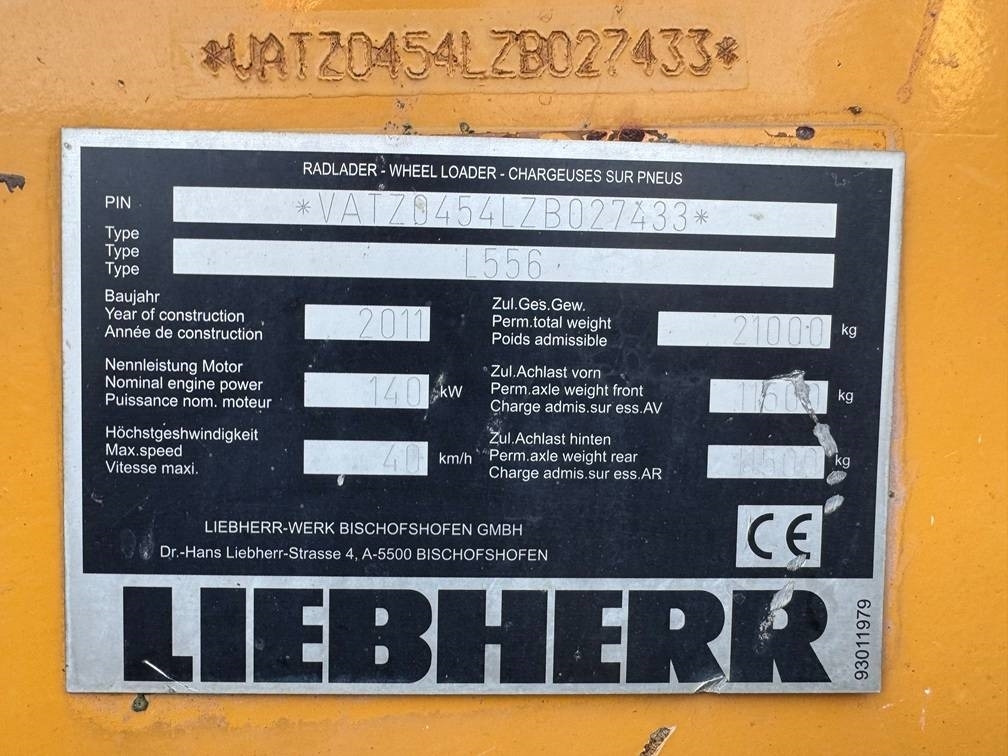 *VATZ0454LZB027433*
RADLADER - WHEEL LOADER - CHARGEUSES SUR PNEUS
PIN *VATZ0454LZB027433*
Type
Type L556
Type
Baujahr
Year of construction 2011
Année de construction
Zul.Ges.Gew.
Perm.total weight 21000 kg
Poids admissible
Nennleistung Motor
Nominal engine power 140 kW
Puissance nom. moteur
Zul.Achlast vorn
Perm.axle weight front kg
Charge admis.sur ess.AV
Höchstgeshwindigkeit
Max.speed 40 km/h
Vitesse maxi.
Zul.Achlast hinten
Perm.axle weight rear kg
Charge admis.sur ess.AR
LIEBHERR-WERK BISCHOFSHOFEN GMBH
Dr.-Hans Liebherr-Strasse 4, A-5500 BISCHOFSHOFEN
CE
LIEBHERR
93011979